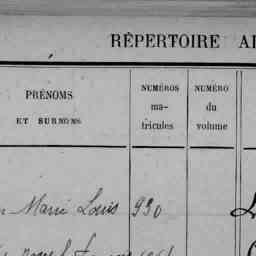 RÉPERTOIRE
PRÉNOMS
ET SURNOMS
NUMÉROS
ma-
tricules
NUMÉRO
du
volume
Marie Louis 930